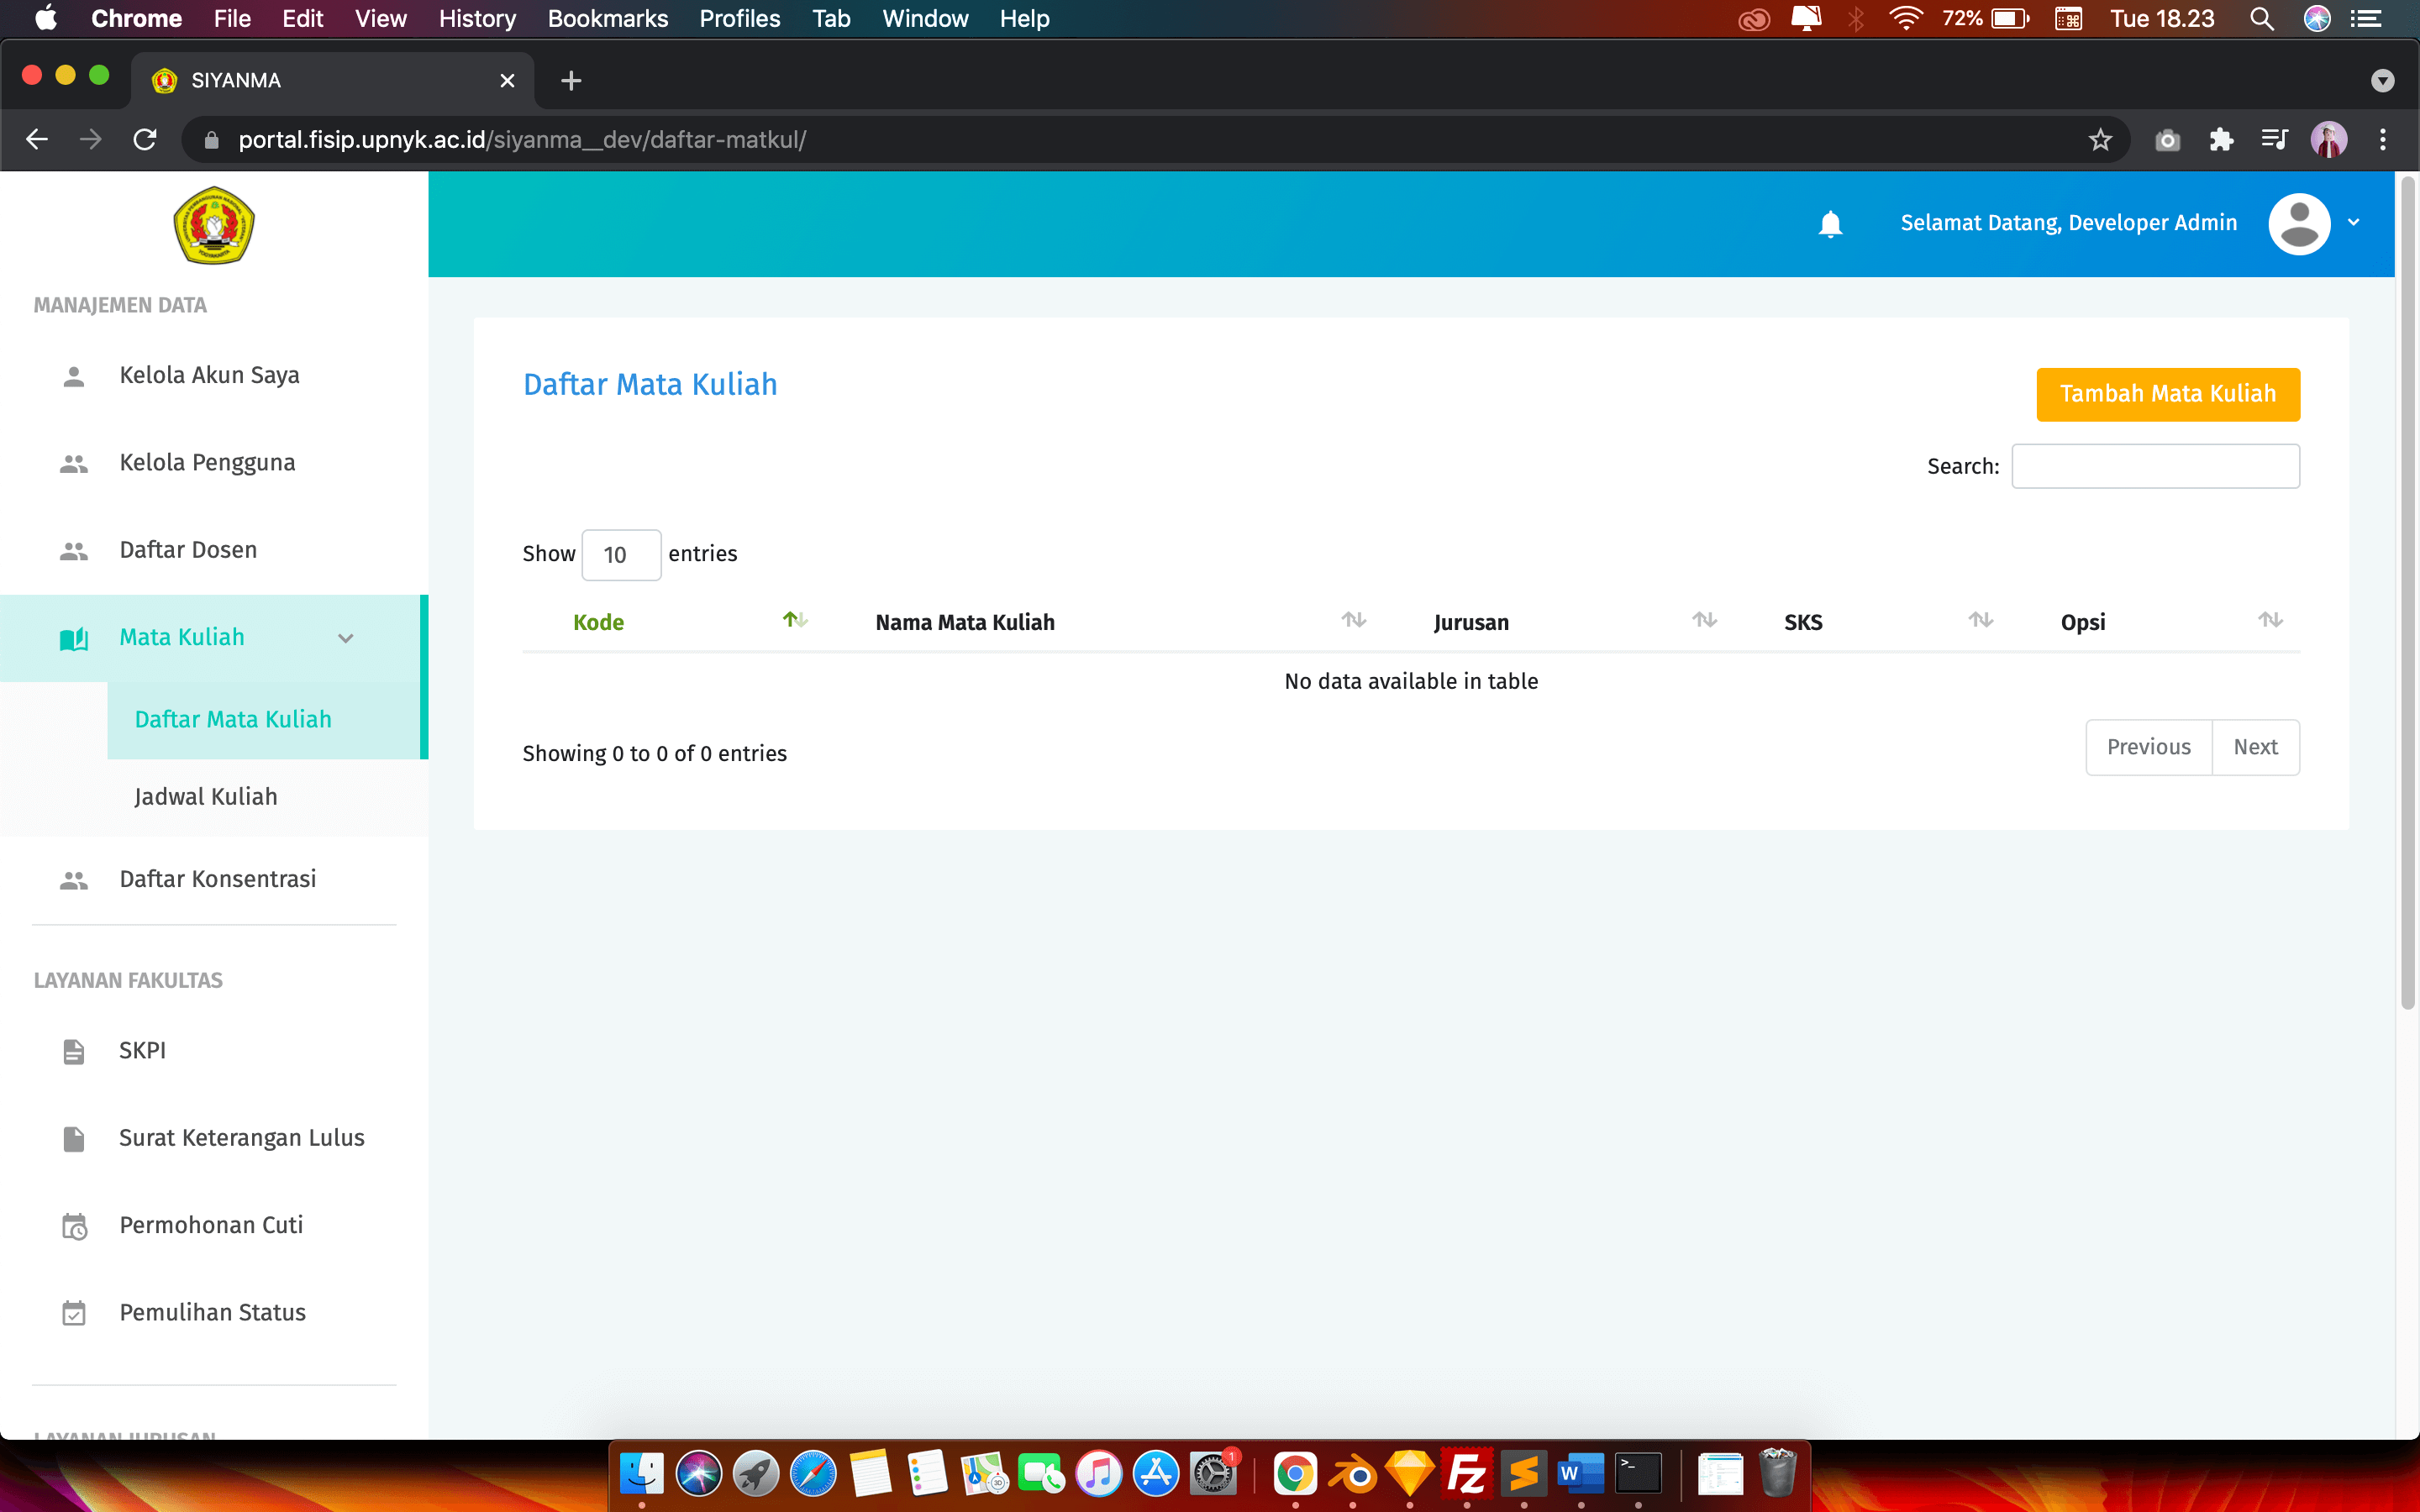 Chrome File Edit View History Bookmarks Profiles Tab Window Help 72% Tue 18.23
SIYANMA
portal.fisip.upnyk.ac.id/siyanma__dev/daftar-matkul/
Selamat Datang, Developer Admin
MANAJEMEN DATA
Kelola Akun Saya
Kelola Pengguna
Daftar Dosen
Mata Kuliah
Daftar Mata Kuliah
Jadwal Kuliah
Daftar Konsentrasi
LAYANAN FAKULTAS
SKPI
Surat Keterangan Lulus
Permohonan Cuti
Pemulihan Status
LAYANAN JURUSAN
Daftar Mata Kuliah
Tambah Mata Kuliah
Search:
Show 10 entries
Kode Nama Mata Kuliah Jurusan SKS Opsi
No data available in table
Showing 0 to 0 of 0 entries
Previous Next